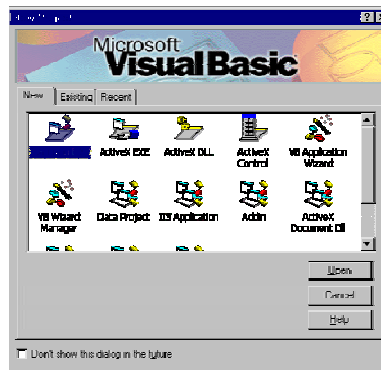 Microsoft
Visual Basic
New Existing Recent
ActiveX EXE ActiveX DLL ActiveX Control VB Application Wizard
VB Wizard Manager Data Project IIS Application Addin ActiveX Document Dll
Open
Cancel
Help
Don't show this dialog in the future